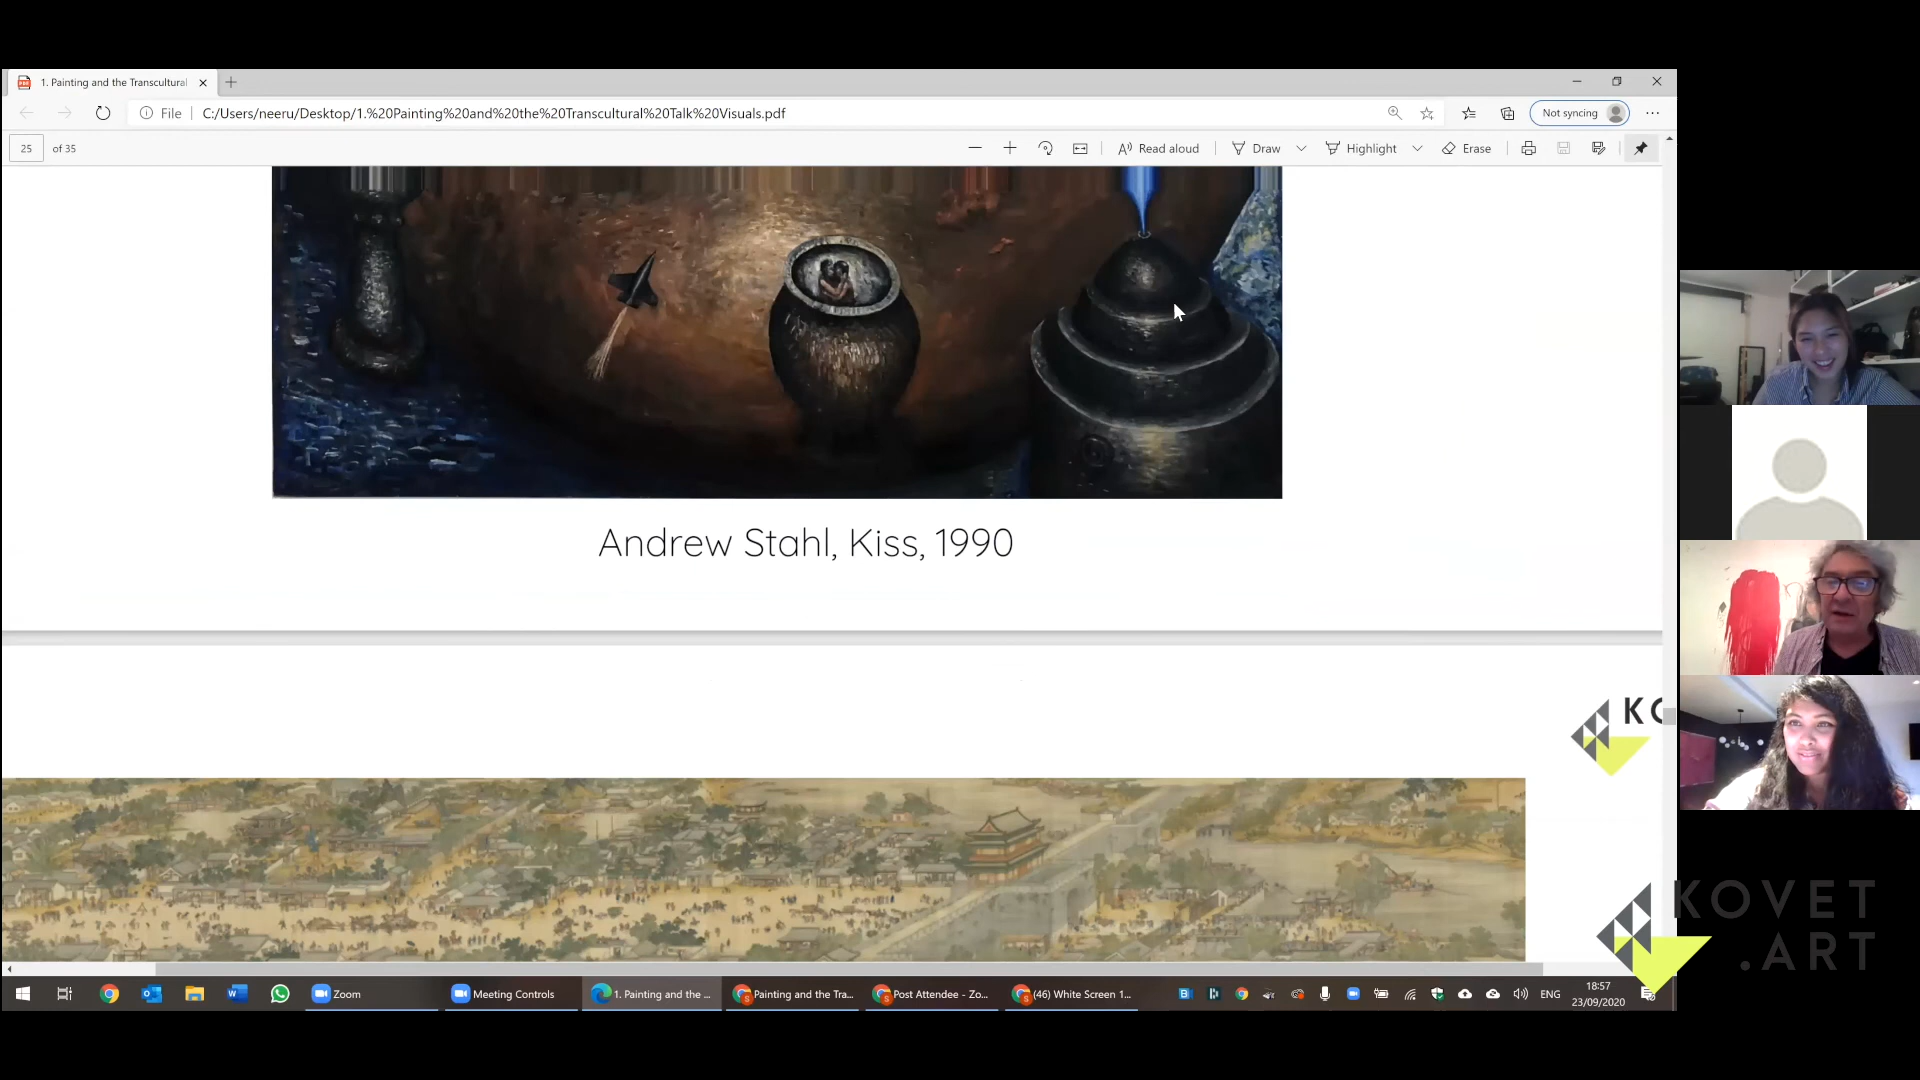 1. Painting and the Transcultural
File
C:/Users/neeru/Desktop/1.%20Painting%20and%20the%20Transcultural%20Talk%20Visuals.pdf
Not syncing
25 of 35
Read aloud Draw Highlight Erase
Andrew Stahl, Kiss, 1990
KO
KOVET
.ART
Zoom Meeting Controls 1. Painting and the ... Painting and the Tra... Post Attendee - Zo... (46) White Screen 1...
ENG
18:57
23/09/2020